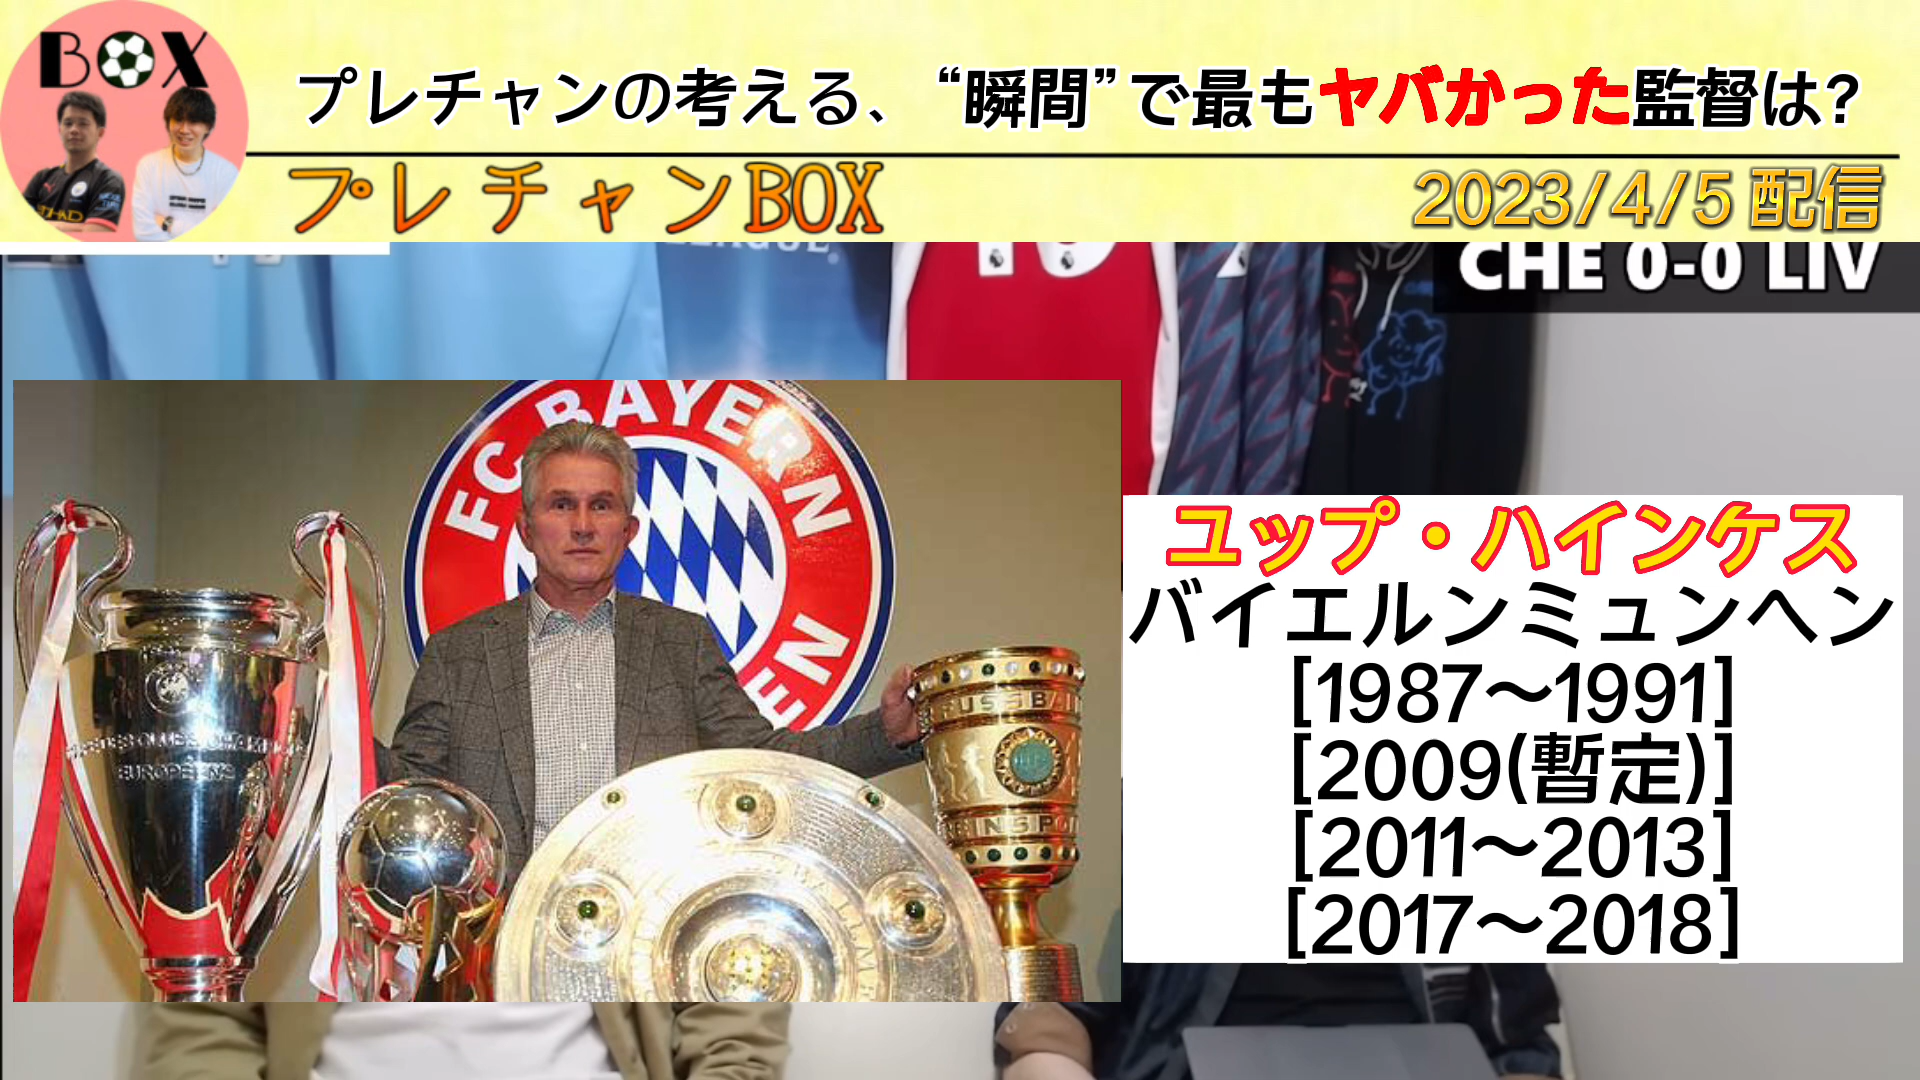 BOX
プレチャンの考える、“瞬間”で最もヤバかった監督は?
プレチャンBOX
2023/4/5 配信
LEAGUE
CHE 0-0 LIV
FC BAYERN
ユップ・ハインケス
バイエルンミュンヘン
[1987〜1991]
[2009(暫定)]
[2011〜2013]
[2017〜2018]
FUSSBAL
EUROPEENS